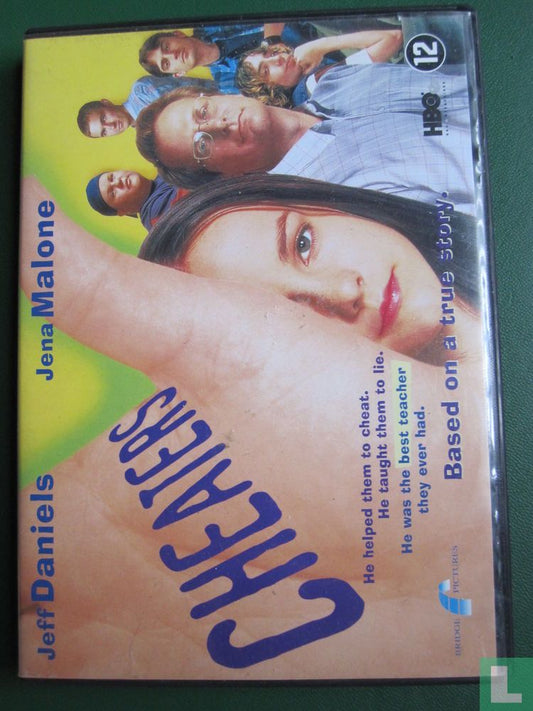 Jeff Daniels
Jena Malone
CHEATERS
He helped them to cheat.
He taught them to lie.
He was the best teacher
they ever had.
Based on a true story.
BRIDGE PICTURES
HBO
12
L